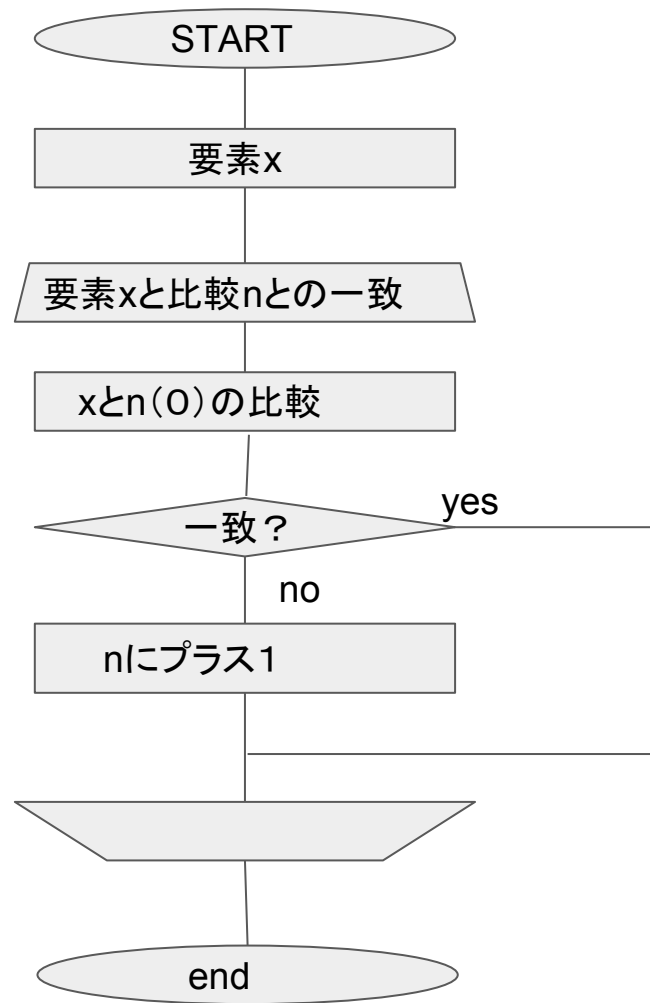 START
要素x
要素xと比較nとの一致
xとn（０）の比較
一致？
yes
no
nにプラス１
end